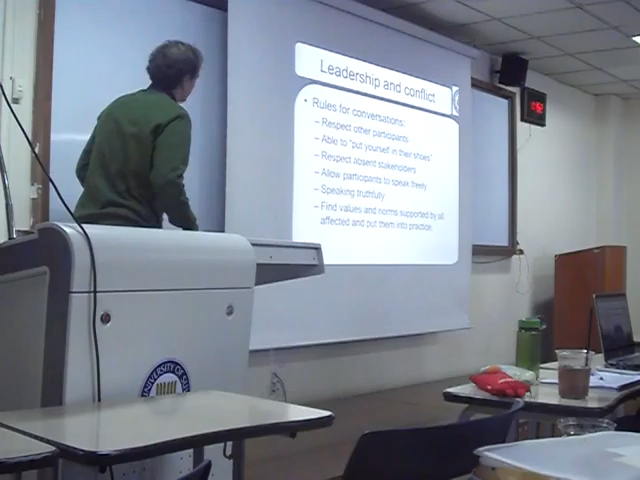 Leadership and conflict
• Rules for conversations:
– Respect other participants
– Able to "put yourself in their shoes"
– Respect absent stakeholders
– Allow participants to speak freely
– Speaking truthfully
– Find values and norms supported by all
affected and put them into practice.
UNIVERSITY OF